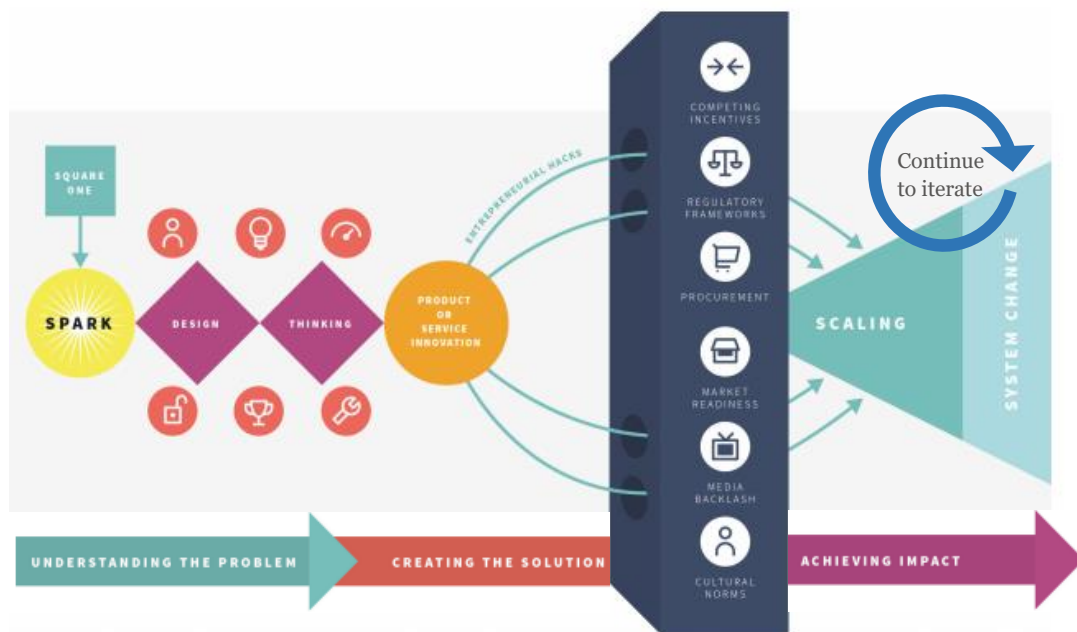 SQUARE
ONE
SPARK
DESIGN
THINKING
PRODUCT
OR
SERVICE
INNOVATION
ENTREPRENEURIAL HACKS
COMPETING
INCENTIVES
REGULATORY
FRAMEWORKS
PROCUREMENT
MARKET
READINESS
MEDIA
BACKLASH
CULTURAL
NORMS
SCALING
SYSTEM CHANGE
Continue
to iterate
UNDERSTANDING THE PROBLEM
CREATING THE SOLUTION
ACHIEVING IMPACT